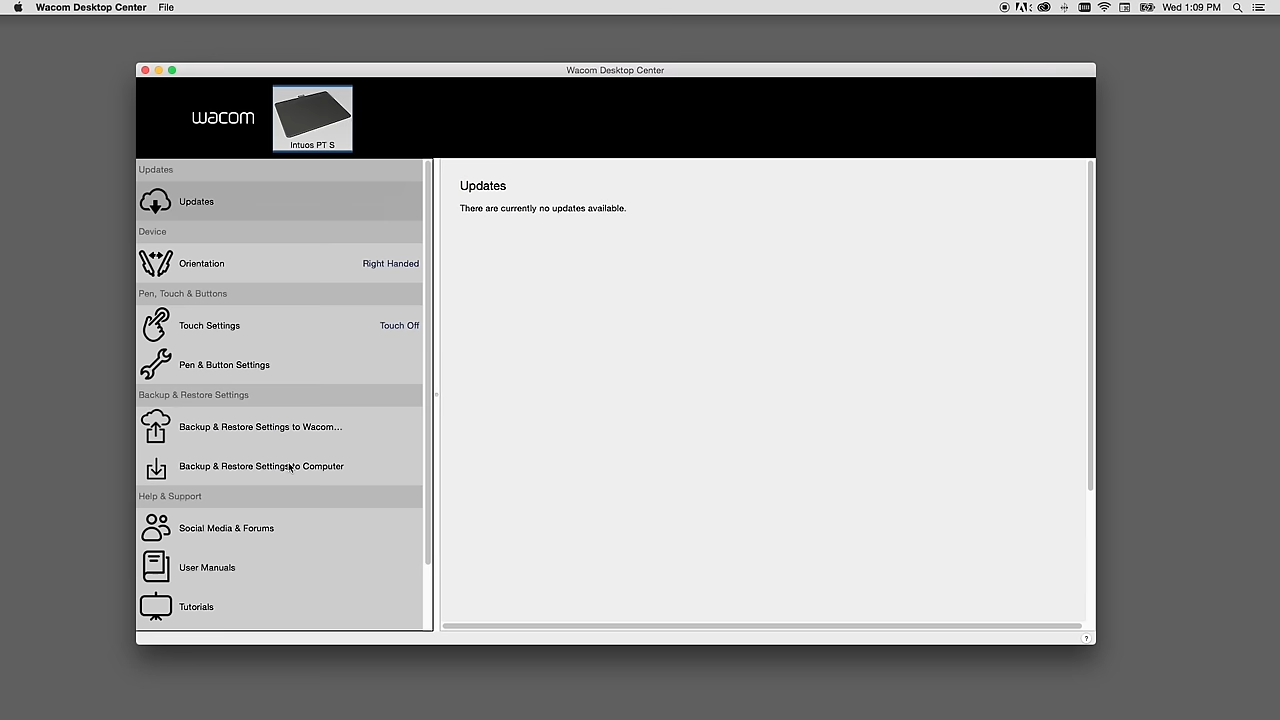 Wacom Desktop Center File Wed 1:09 PM
Wacom Desktop Center
wacom
Intuos PT S
Updates
Updates
Device
Orientation Right Handed
Pen, Touch & Buttons
Touch Settings Touch Off
Pen & Button Settings
Backup & Restore Settings
Backup & Restore Settings to Wacom...
Backup & Restore Settings to Computer
Help & Support
Social Media & Forums
User Manuals
Tutorials
Updates
There are currently no updates available.
?